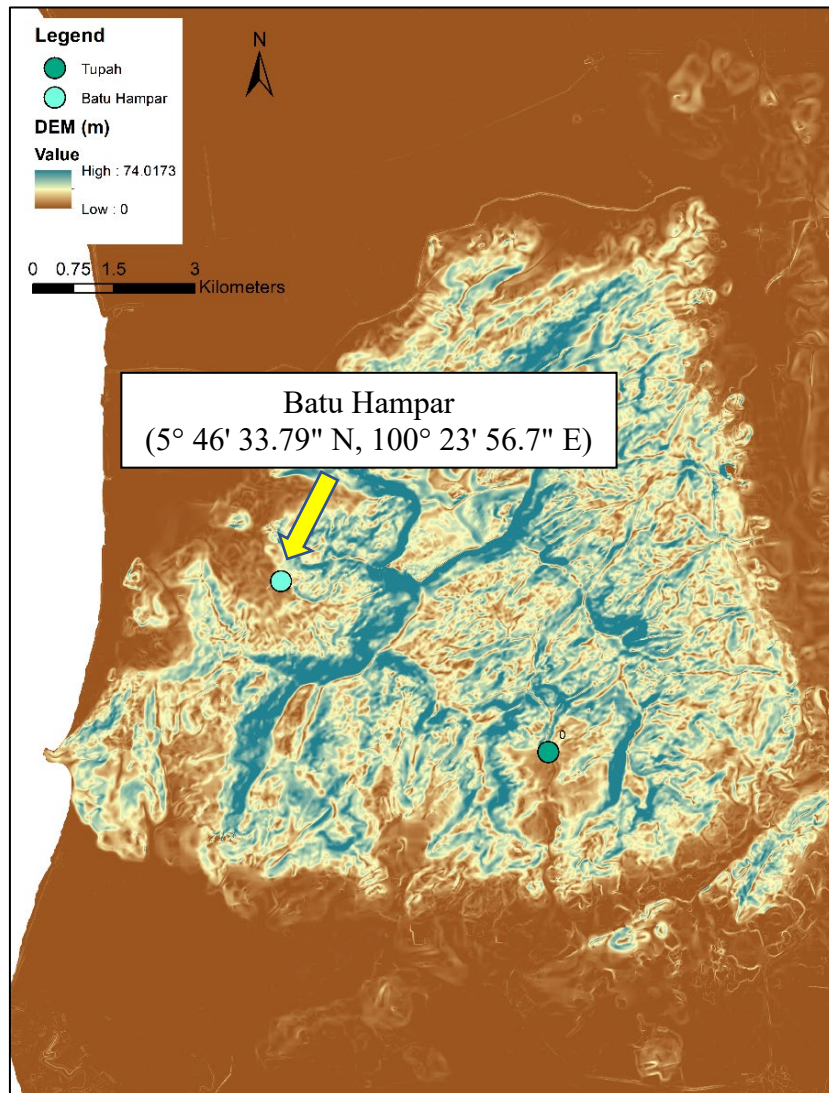 Legend
Tupah
Batu Hampar
DEM (m)
Value
High : 74.0173
Low : 0
N
0 0.75 1.5 3
Kilometers
Batu Hampar
(5° 46' 33.79" N, 100° 23' 56.7" E)
0